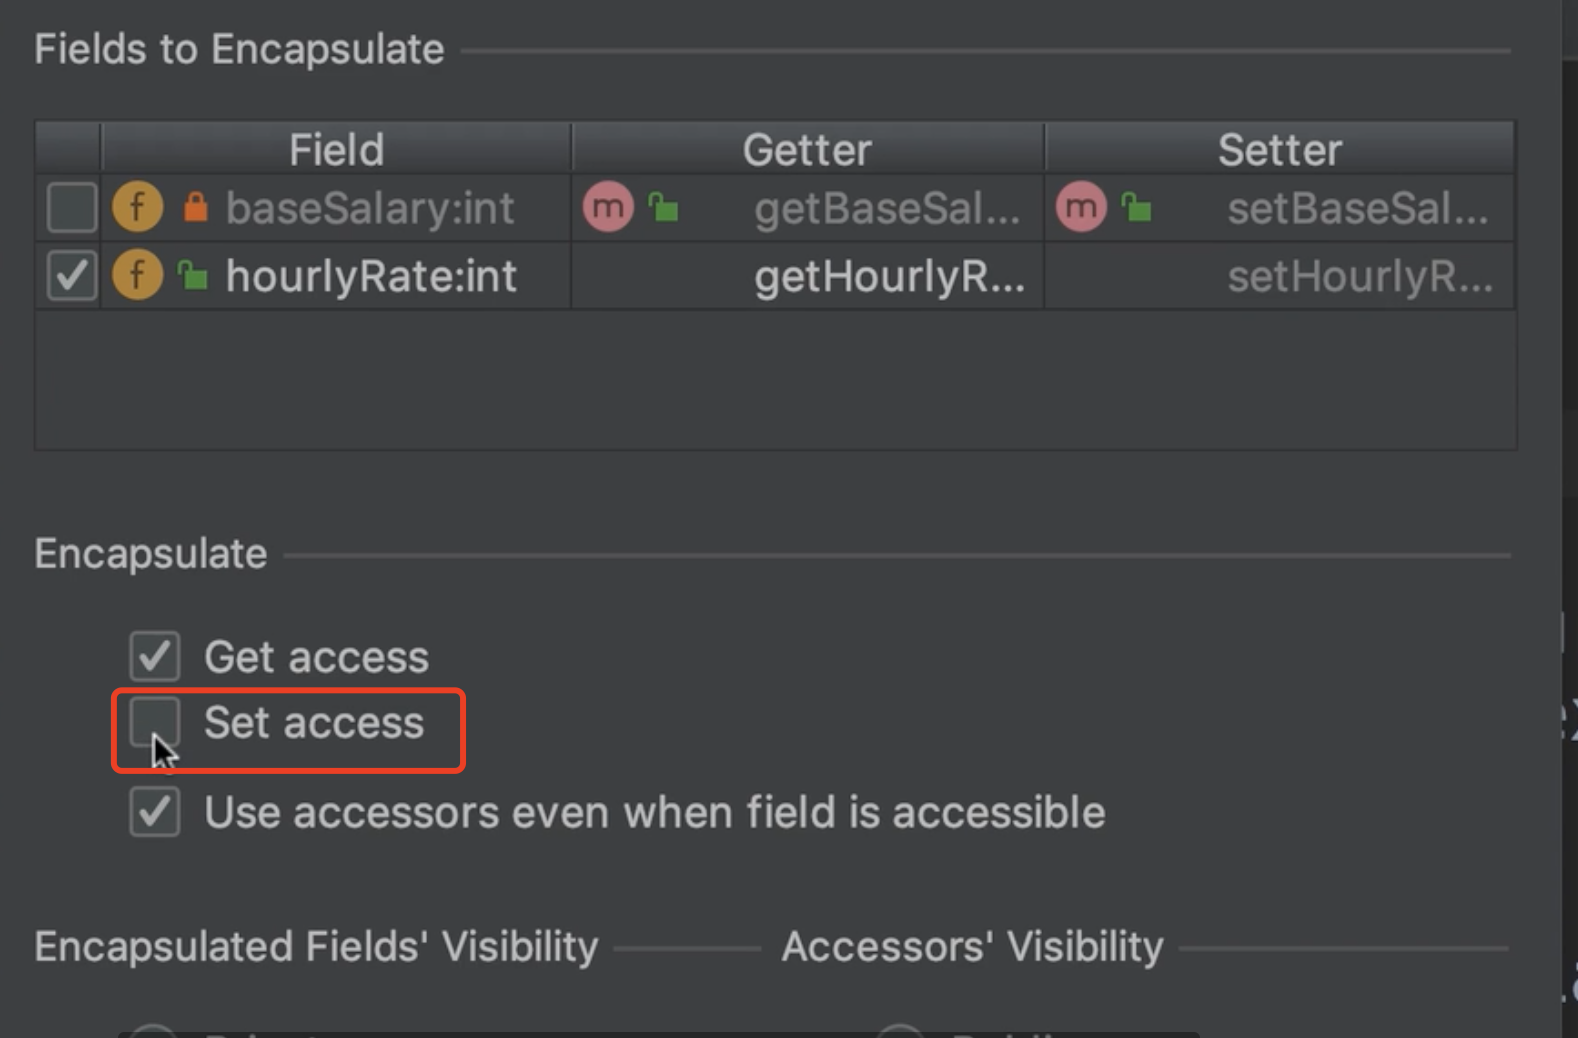 Fields to Encapsulate
Field Getter Setter
f baseSalary:int m getBaseSal... m setBaseSal...
f hourlyRate:int getHourlyR... setHourlyR...
Encapsulate
Get access
Set access
Use accessors even when field is accessible
Encapsulated Fields' Visibility Accessors' Visibility